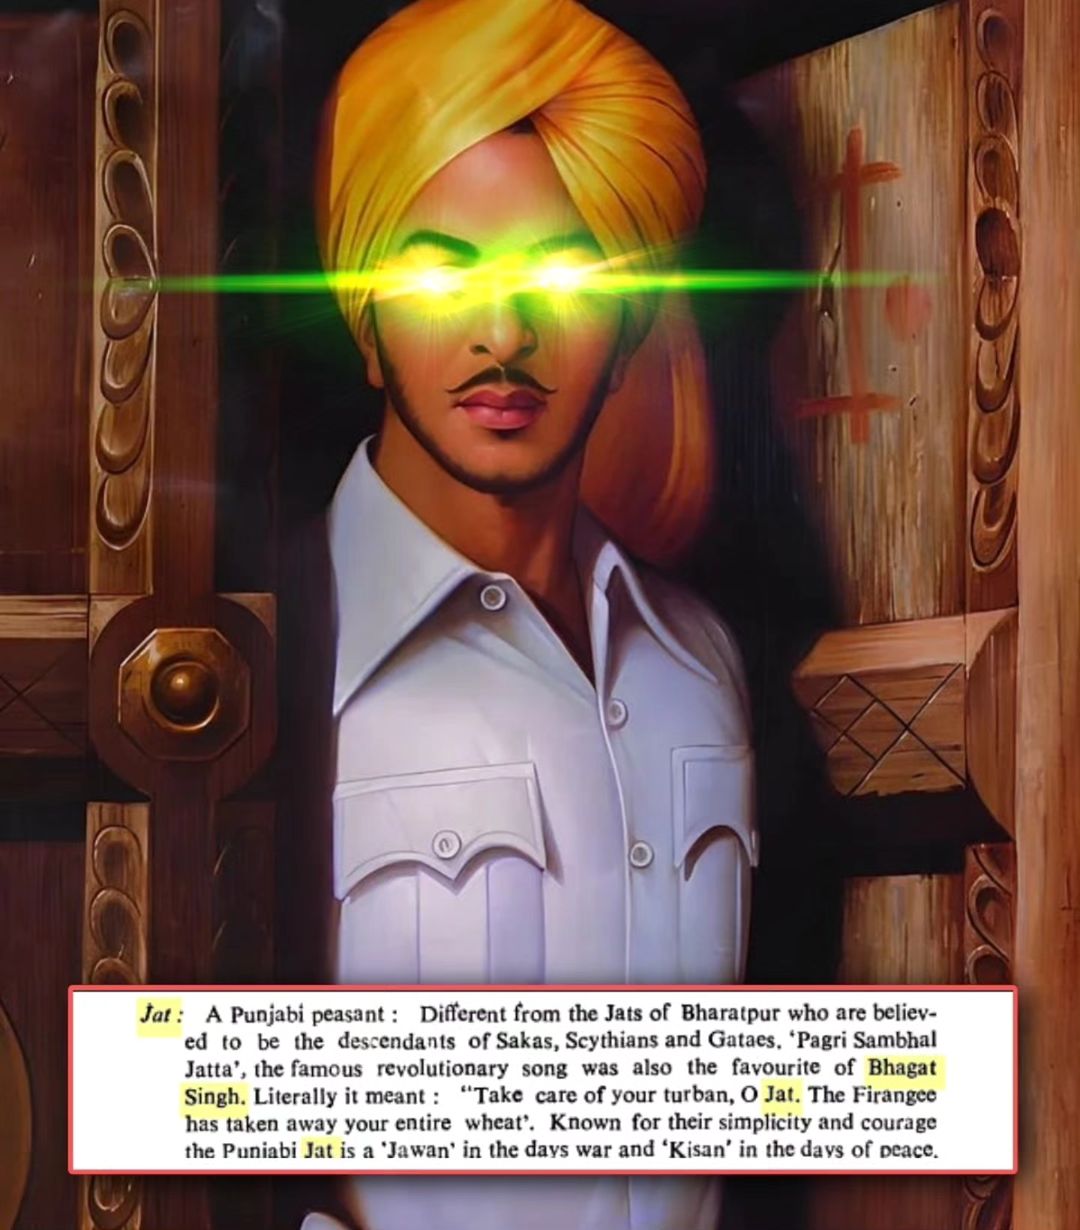 Jat : A Punjabi peasant : Different from the Jats of Bharatpur who are believ-
ed to be the descendants of Sakas, Scythians and Gataes. ‘Pagri Sambhal
Jatta’, the famous revolutionary song was also the favourite of Bhagat
Singh. Literally it meant : “Take care of your turban, O Jat. The Firangee
has taken away your entire wheat’. Known for their simplicity and courage
the Punjabi Jat is a ‘Jawan’ in the days war and ‘Kisan’ in the days of peace.